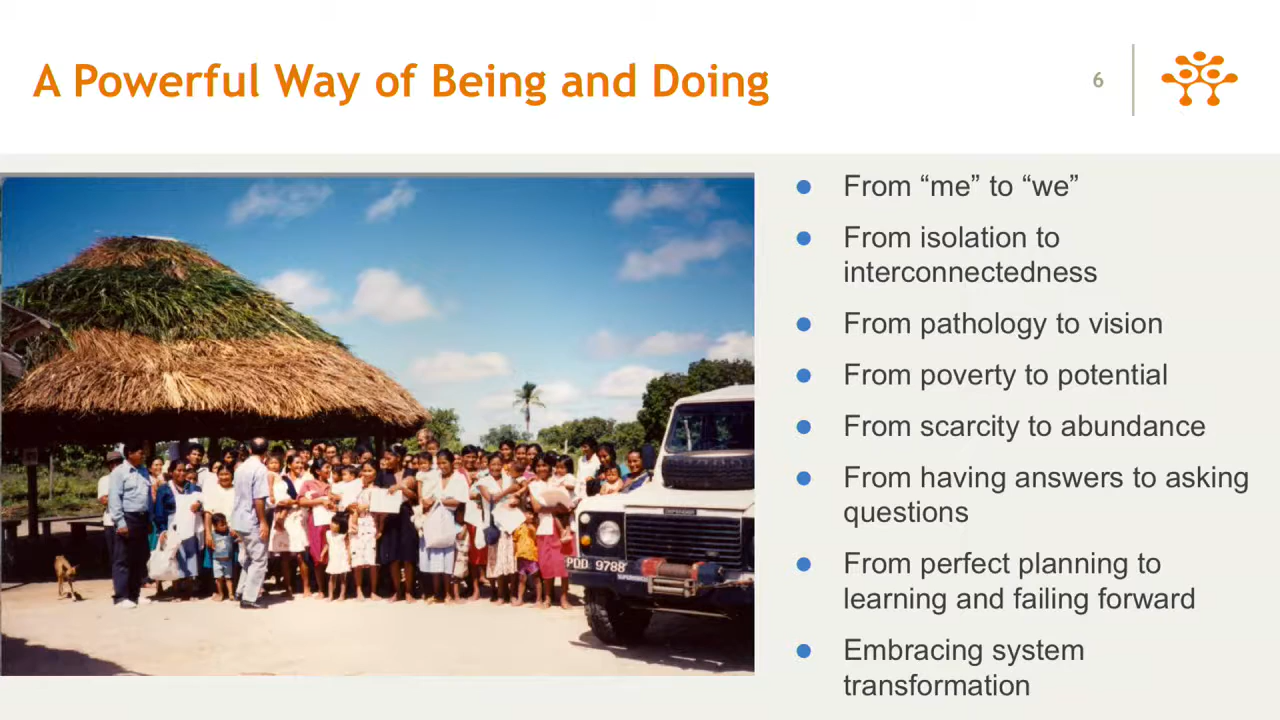 A Powerful Way of Being and Doing
6
From “me” to “we”
From isolation to
interconnectedness
From pathology to vision
From poverty to potential
From scarcity to abundance
From having answers to asking
questions
From perfect planning to
learning and failing forward
Embracing system
transformation
PDD 9788